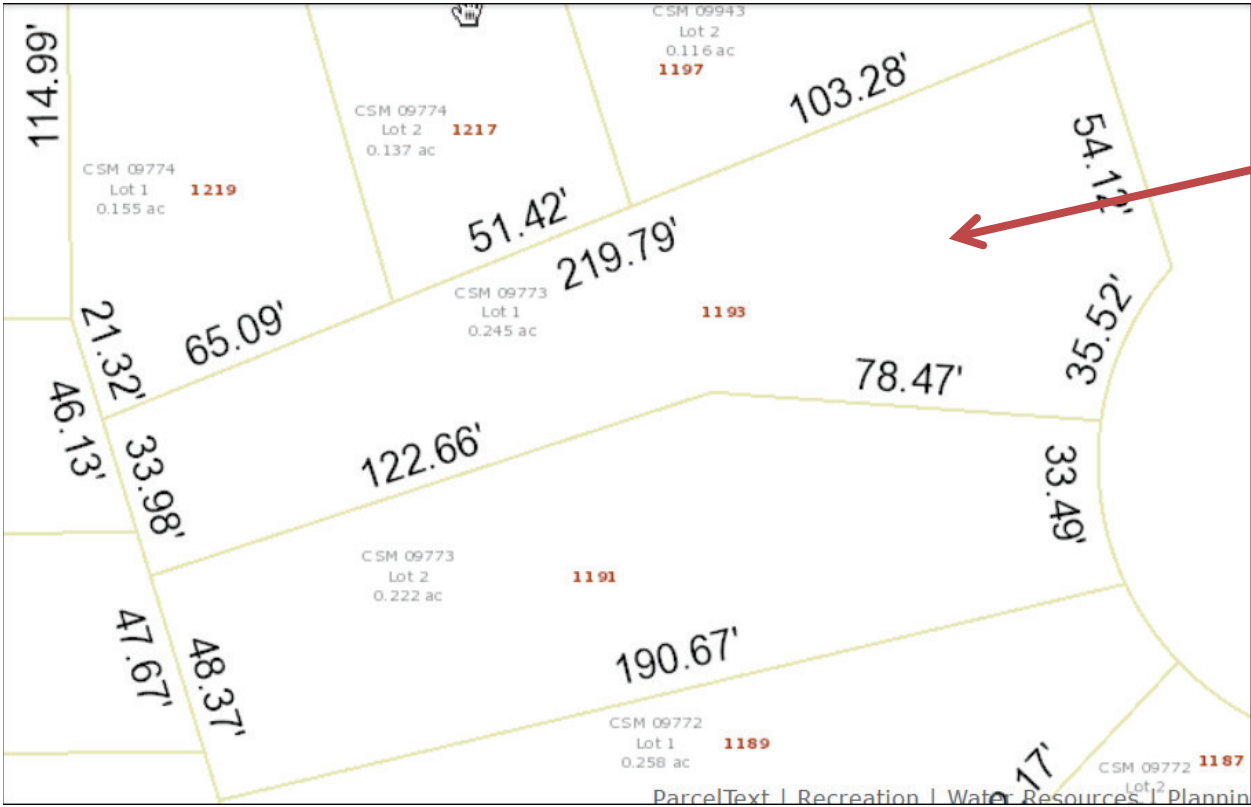 CSM 09943
Lot 2
0.116 ac
1197
114.99'
103.28'
CSM 09774
Lot 2
0.137 ac
1217
54.12'
CSM 09774
Lot 1
0.155 ac
1219
51.42'
219.79'
CSM 09773
Lot 1
0.245 ac
1193
65.09'
21.32'
35.52'
78.47'
46.13'
33.98'
122.66'
33.49'
CSM 09773
Lot 2
0.222 ac
1191
47.67'
48.37'
190.67'
CSM 09772
Lot 1
0.258 ac
1189
CSM 09772
Lot 2
1187
.17'
ParcelText | Recreation | Water Resources | Plannin